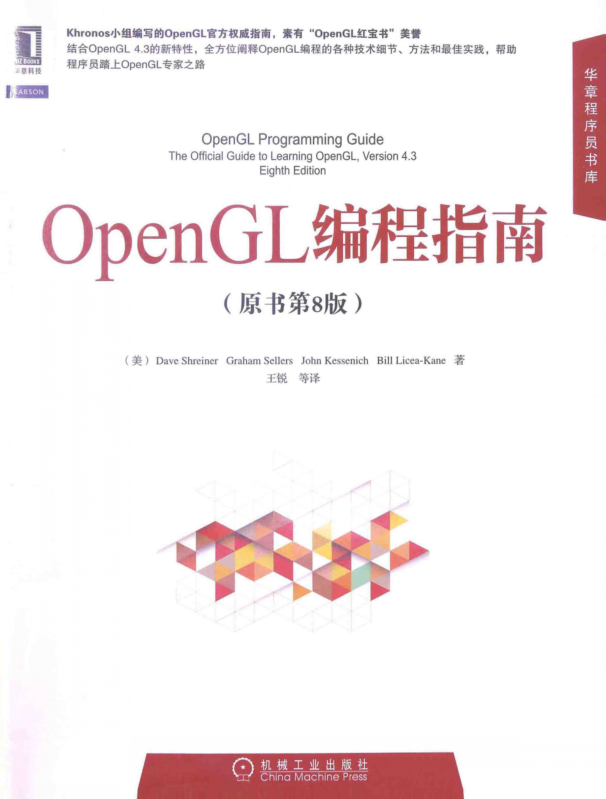 Khronos小组编写的OpenGL官方权威指南，素有“OpenGL红宝书”美誉
结合OpenGL 4.3的新特性，全方位阐释OpenGL编程的各种技术细节、方法和最佳实践，帮助
程序员踏上OpenGL专家之路
HZ Books
华章科技
PEARSON
华章程序员书库
OpenGL Programming Guide
The Official Guide to Learning OpenGL, Version 4.3
Eighth Edition
OpenGL编程指南
（原书第8版）
（美）Dave Shreiner Graham Sellers John Kessenich Bill Licea-Kane 著
王锐 等译
机械工业出版社
China Machine Press